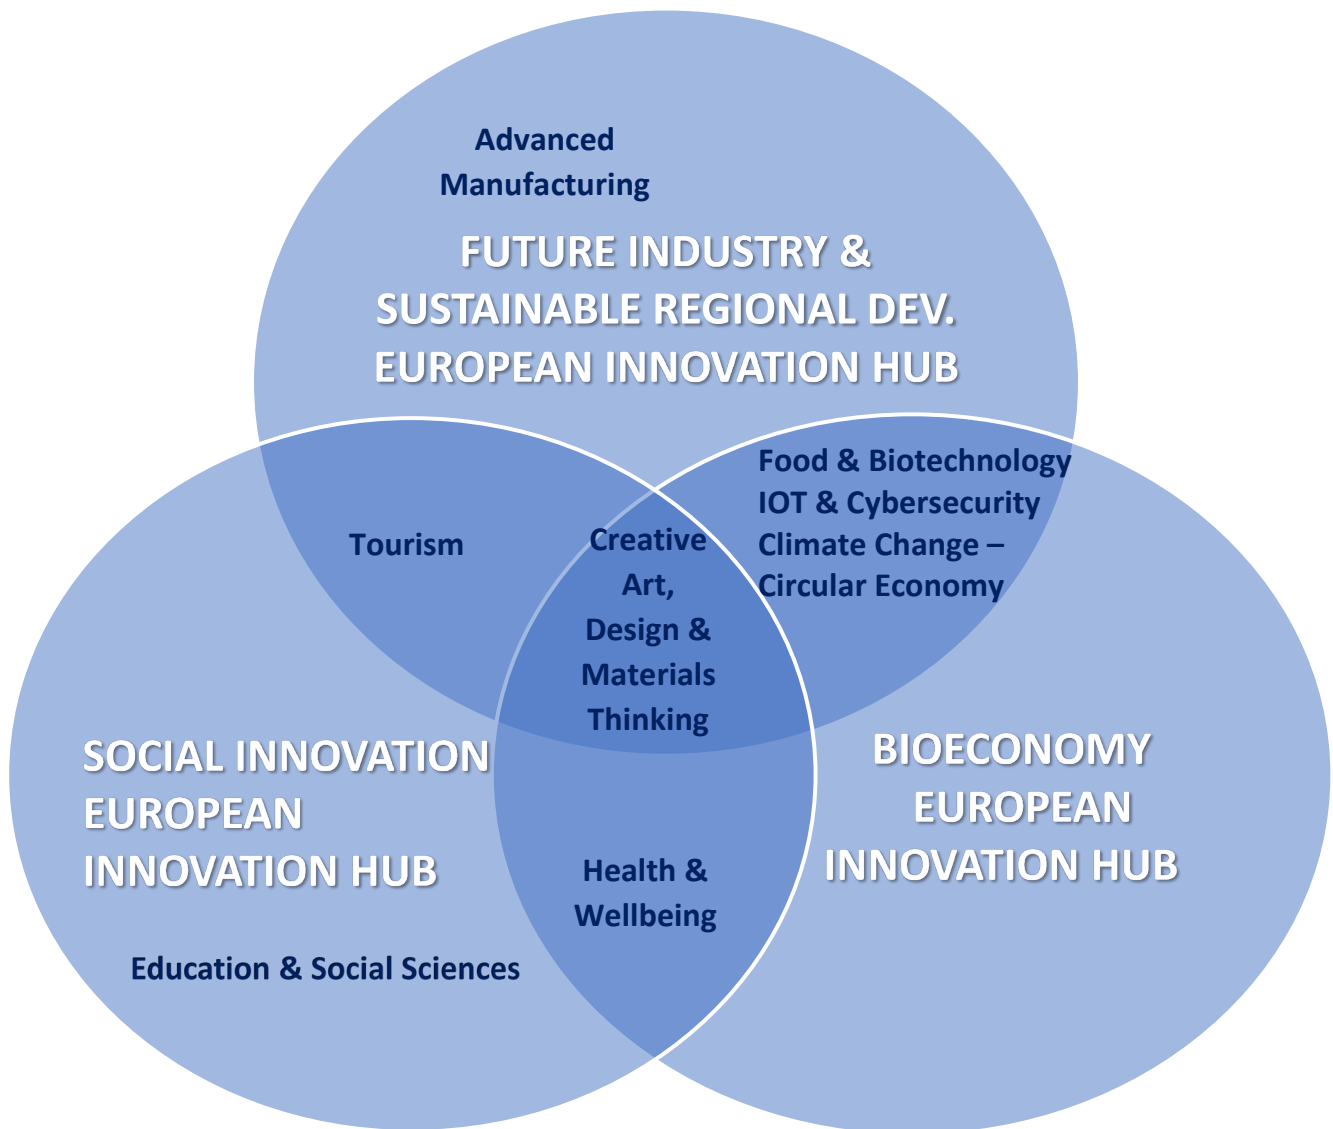 Advanced
Manufacturing
FUTURE INDUSTRY &
SUSTAINABLE REGIONAL DEV.
EUROPEAN INNOVATION HUB
Food & Biotechnology
IOT & Cybersecurity
Climate Change –
Circular Economy
Tourism
Creative
Art,
Design &
Materials
Thinking
SOCIAL INNOVATION
EUROPEAN
INNOVATION HUB
BIOECONOMY
EUROPEAN
INNOVATION HUB
Health &
Wellbeing
Education & Social Sciences